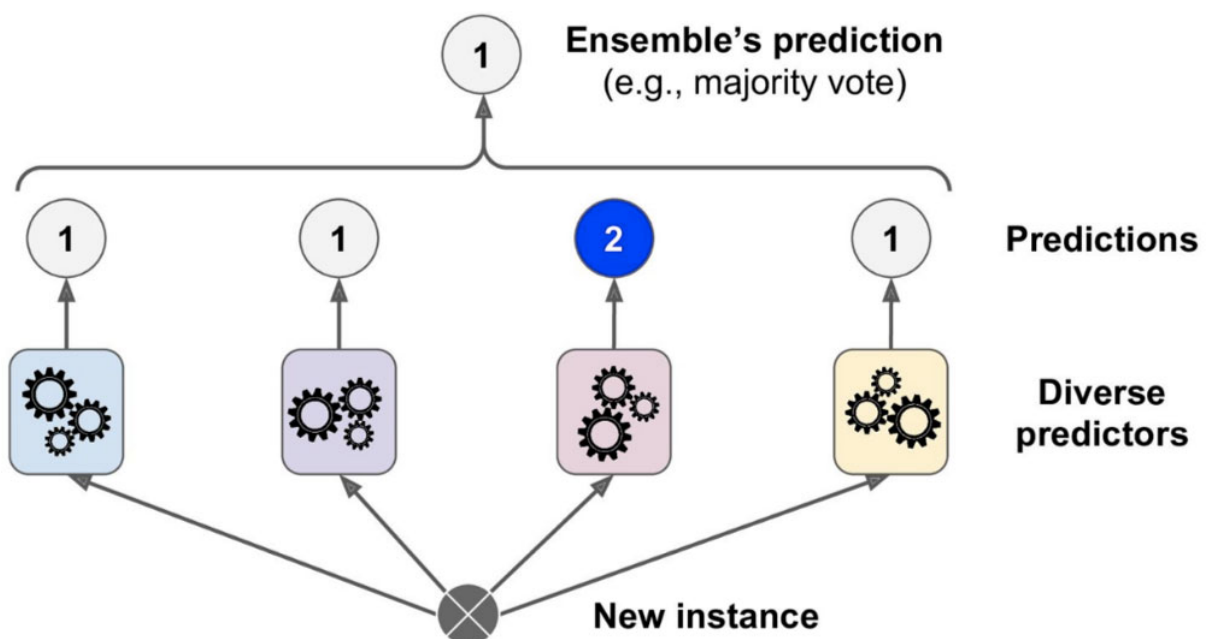 1
Ensemble’s prediction
(e.g., majority vote)
1 1 2 1 Predictions
Diverse
predictors
New instance